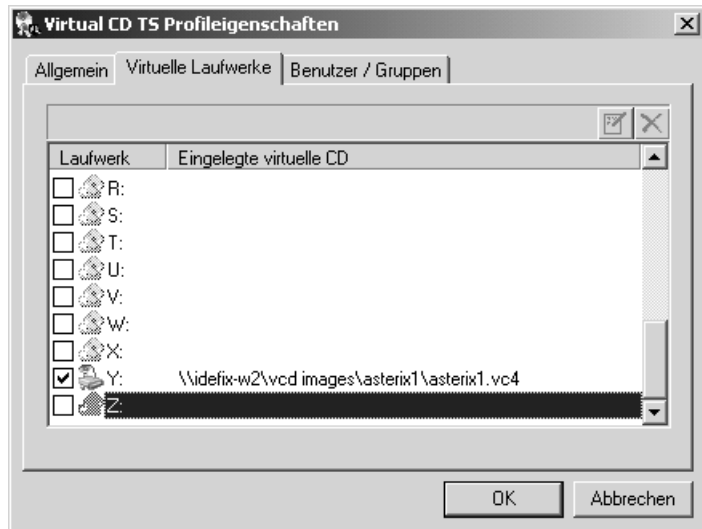 Virtual CD TS Profileigenschaften
Allgemein Virtuelle Laufwerke Benutzer / Gruppen
Laufwerk Eingelegte virtuelle CD
R:
S:
T:
U:
V:
W:
X:
Y: \\idefix-w2\vcd images\asterix1\asterix1.vc4
Z:
OK Abbrechen